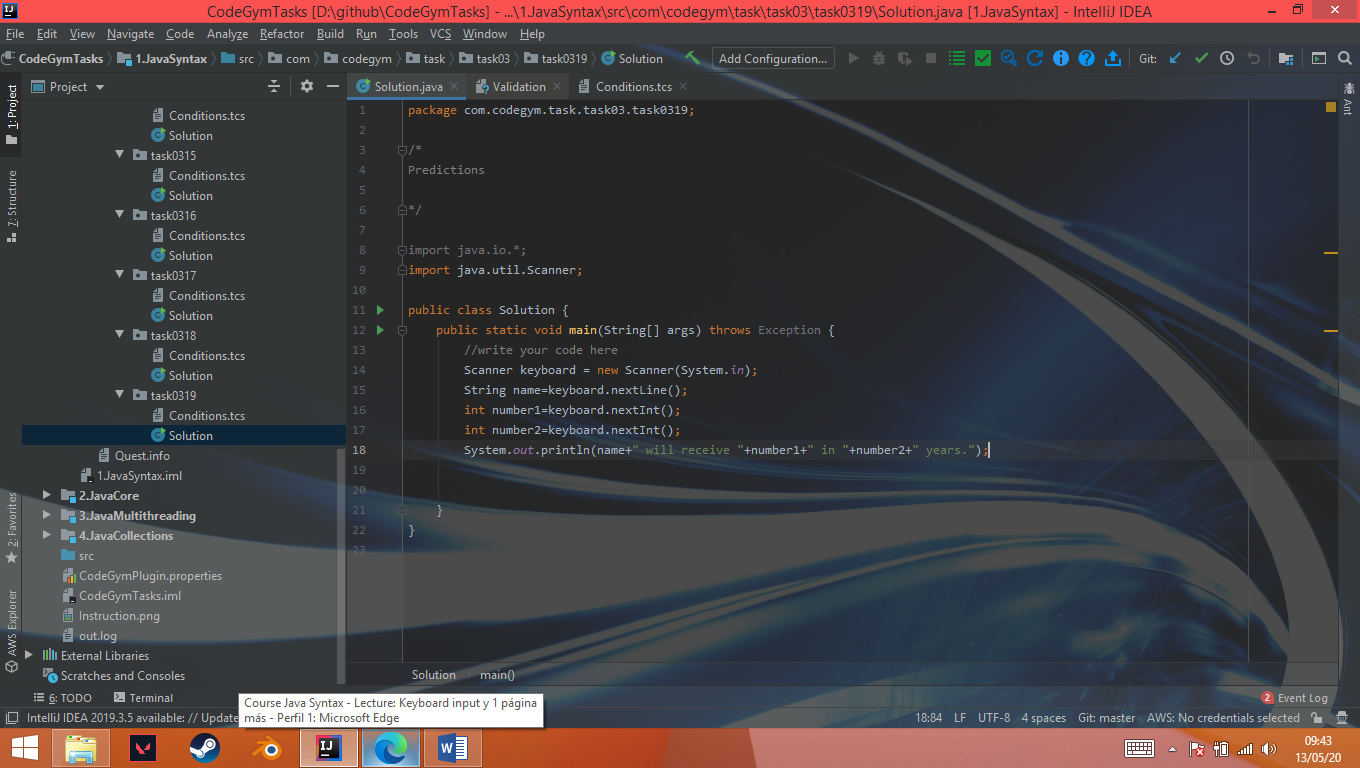 CodeGymTasks [D:\github\CodeGymTasks] - ...\1.JavaSyntax\src\com\codegym\task\task03\task0319\Solution.java [1.JavaSyntax] - IntelliJ IDEA
File Edit View Navigate Code Analyze Refactor Build Run Tools VCS Window Help
CodeGymTasks 1.JavaSyntax src com codegym task task03 task0319 Solution Add Configuration... Git:
1: Project
Project
Solution.java Validation Conditions.tcs
Ant
7: Structure
2: Favorites
AWS Explorer
Conditions.tcs
Solution
task0315
Conditions.tcs
Solution
task0316
Conditions.tcs
Solution
task0317
Conditions.tcs
Solution
task0318
Conditions.tcs
Solution
task0319
Conditions.tcs
Solution
Quest.info
1.JavaSyntax.iml
2.JavaCore
3.JavaMultithreading
4.JavaCollections
src
CodeGymPlugin.properties
CodeGymTasks.iml
Instruction.png
out.log
External Libraries
Scratches and Consoles
1 package com.codegym.task.task03.task0319;
2
3 /*
4 Predictions
5
6 */
7
8 import java.io.*;
9 import java.util.Scanner;
10
11 public class Solution {
12 public static void main(String[] args) throws Exception {
13 //write your code here
14 Scanner keyboard = new Scanner(System.in);
15 String name=keyboard.nextLine();
16 int number1=keyboard.nextInt();
17 int number2=keyboard.nextInt();
18 System.out.println(name+" will receive "+number1+" in "+number2+" years.");
19
20
21 }
22 }
23
Solution main()
6: TODO Terminal
2 Event Log
Course Java Syntax - Lecture: Keyboard input y 1 página
más - Perfil 1: Microsoft Edge
IntelliJ IDEA 2019.3.5 available: // Update
18:84 LF UTF-8 4 spaces Git: master AWS: No credentials selected
09:43
13/05/20